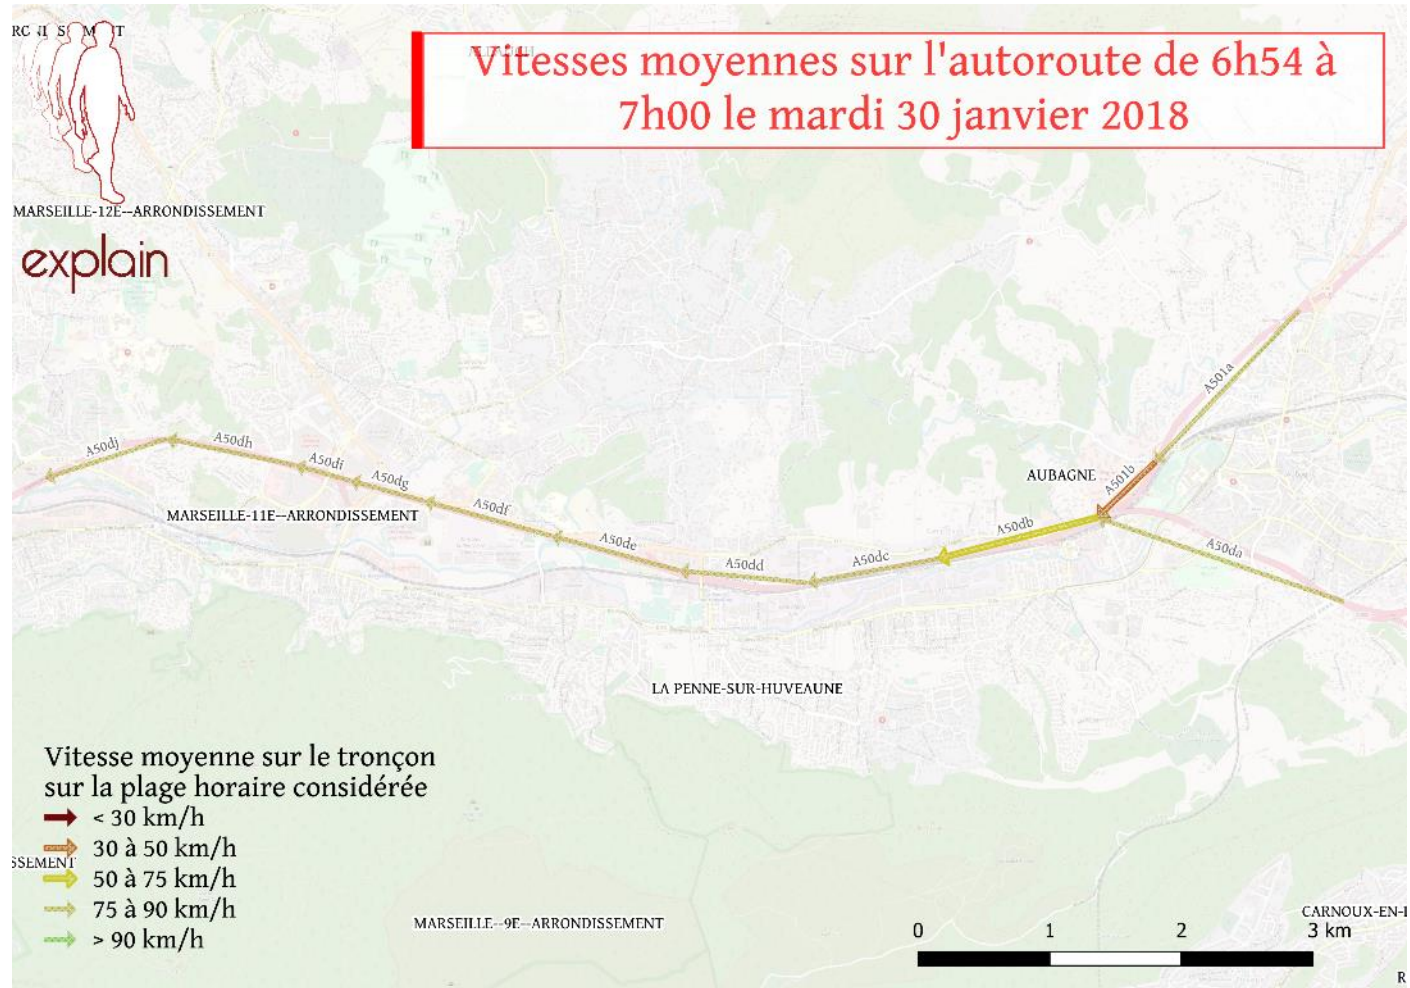 Vitesses moyennes sur l'autoroute de 6h54 à
7h00 le mardi 30 janvier 2018
MARSEILLE-12E--ARRONDISSEMENT
explain
A501a
A50dj
A50dh
A50di
A50dg
A50df
A50de
A50dd
A50dc
A50db
A501b
A50da
AUBAGNE
MARSEILLE-11E--ARRONDISSEMENT
LA PENNE-SUR-HUVEAUNE
Vitesse moyenne sur le tronçon
sur la plage horaire considérée
< 30 km/h
30 à 50 km/h
SSEMENT
50 à 75 km/h
75 à 90 km/h
> 90 km/h
MARSEILLE--9E--ARRONDISSEMENT
CARNOUX-EN-
0 1 2 3 km
R